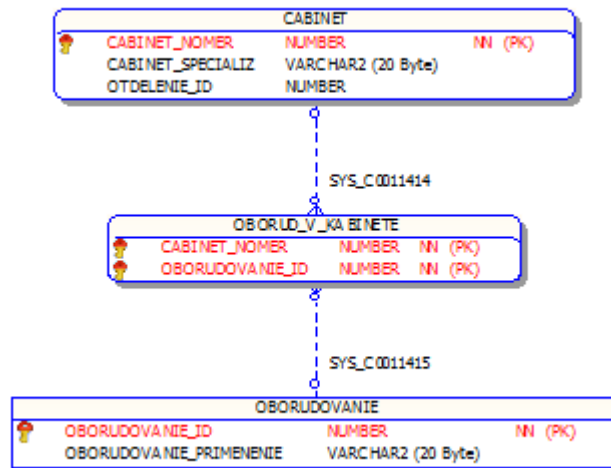 CABINET
CABINET_NOMER NUMBER NN (PK)
CABINET_SPECIALIZ VARCHAR2 (20 Byte)
OTDELENIE_ID NUMBER
SYS_C0011414
OBORUD_V_KABINETE
CABINET_NOMER NUMBER NN (PK)
OBORUDOVANIE_ID NUMBER NN (PK)
SYS_C0011415
OBORUDOVANIE
OBORUDOVANIE_ID NUMBER NN (PK)
OBORUDOVANIE_PRIMENENIE VARCHAR2 (20 Byte)